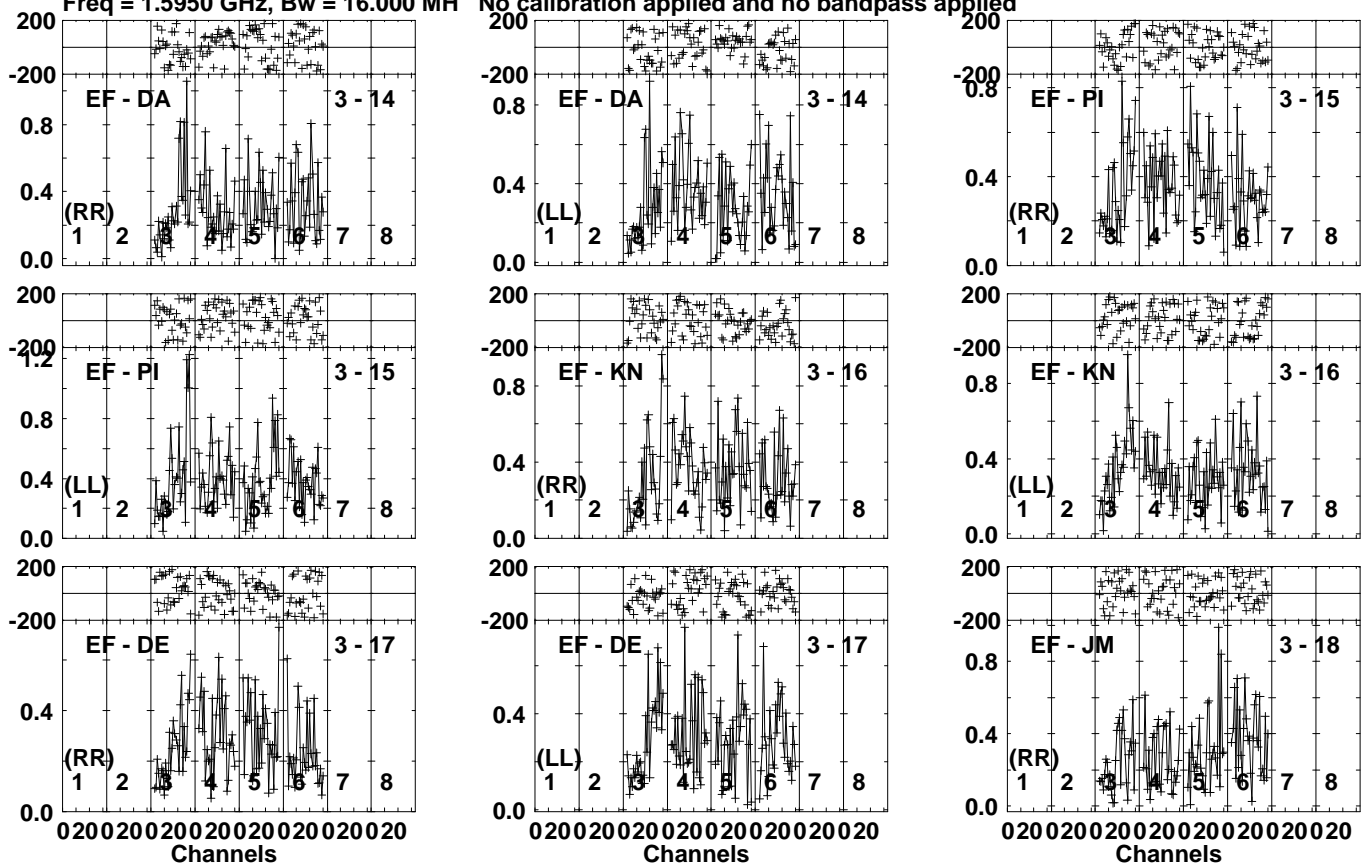 Freq = 1.5950 GHz, Bw = 16.000 MH No calibration applied and no bandpass applied
200
-200
EF - DA 3 - 14
0.8
0.4
0.0
(RR)
1 2 3 4 5 6 7 8
EF - DA 3 - 14
0.8
0.4
0.0
(LL)
1 2 3 4 5 6 7 8
200
-200
EF - PI 3 - 15
0.8
0.4
0.0
(RR)
1 2 3 4 5 6 7 8
200
-200
1.2
EF - PI 3 - 15
0.8
0.4
0.0
(LL)
1 2 3 4 5 6 7 8
200
-200
EF - KN 3 - 16
0.8
0.4
0.0
(RR)
1 2 3 4 5 6 7 8
200
-200
EF - KN 3 - 16
0.8
0.4
0.0
(LL)
1 2 3 4 5 6 7 8
200
-200
EF - DE 3 - 17
0.4
0.0
(RR)
1 2 3 4 5 6 7 8
0 20 0 20 0 20 0 20 0 20 0 20 0 20 0 20
Channels
200
-200
EF - DE 3 - 17
0.4
0.0
(LL)
1 2 3 4 5 6 7 8
0 20 0 20 0 20 0 20 0 20 0 20 0 20 0 20
Channels
200
-200
EF - JM 3 - 18
0.8
0.4
0.0
(RR)
1 2 3 4 5 6 7 8
0 20 0 20 0 20 0 20 0 20 0 20 0 20 0 20
Channels